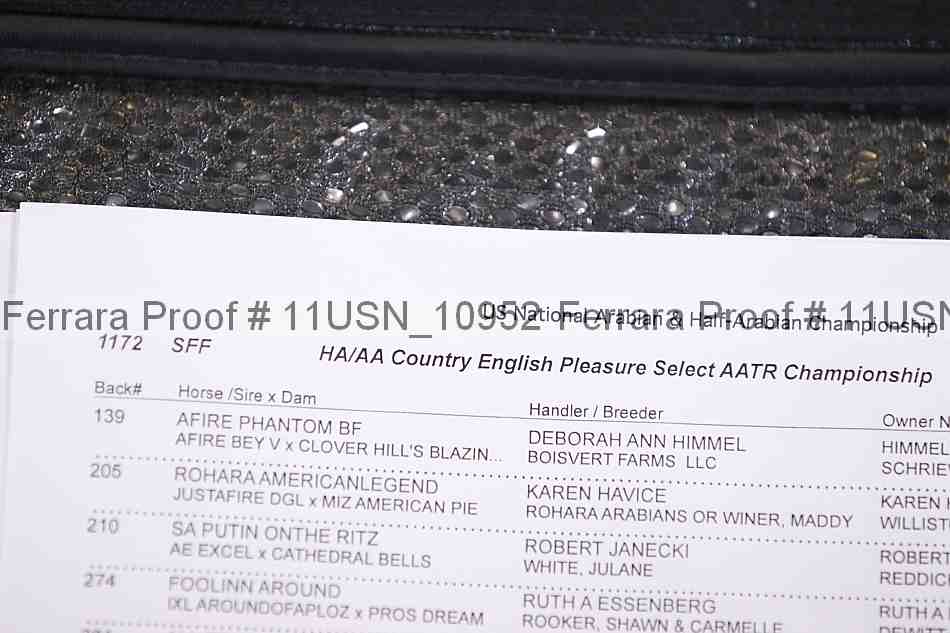 Ferrara Proof # 11USN_10952 Ferrara Proof # 11USN
US National Arabian & Half-Arabian Championship
1172 SFF
HA/AA Country English Pleasure Select AATR Championship
Back# Horse /Sire x Dam Handler / Breeder Owner N
139 AFIRE PHANTOM BF DEBORAH ANN HIMMEL HIMMEL
AFIRE BEY V x CLOVER HILL'S BLAZIN... BOISVERT FARMS LLC SCHRIE
205 ROHARA AMERICANLEGEND KAREN HAVICE KAREN
JUSTAFIRE DGL x MIZ AMERICAN PIE ROHARA ARABIANS OR WINER, MADDY WILLIST
210 SA PUTIN ONTHE RITZ ROBERT JANECKI ROBERT
AE EXCEL x CATHEDRAL BELLS WHITE, JULANE REDDIC
274 FOOLINN AROUND RUTH A ESSENBERG RUTH A
IXL AROUNDOFAPLOZ x PROS DREAM ROOKER, SHAWN & CARMELLE